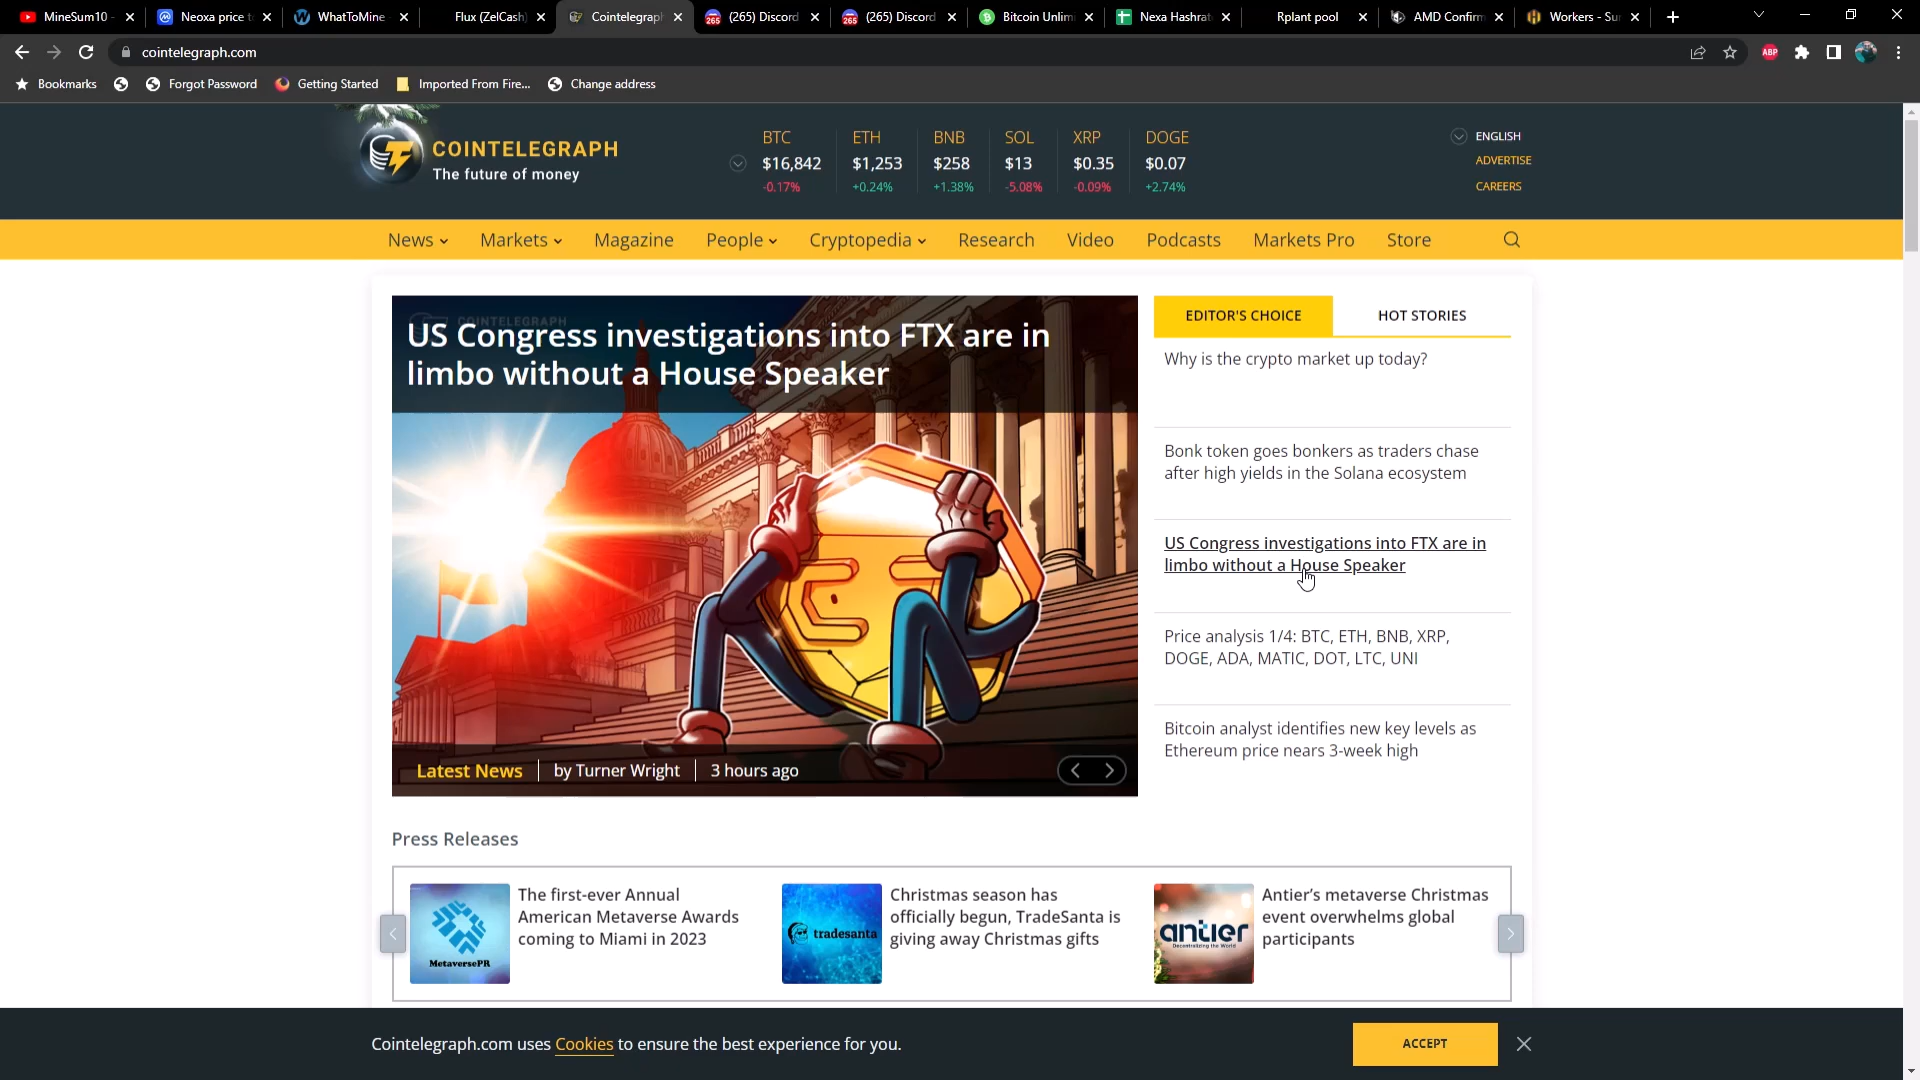 MineSum10 -
Neoxa price t
WhatToMine
Flux (ZelCash)
Cointelegraph
(265) Discord
(265) Discord
Bitcoin Unlim
Nexa Hashrat
Rplant pool
AMD Confirm
Workers - Su
cointelegraph.com
ABP
Bookmarks
Forgot Password
Getting Started
Imported From Fire...
Change address
COINTELEGRAPH
The future of money
BTC ETH BNB SOL XRP DOGE
$16,842 $1,253 $258 $13 $0.35 $0.07
-0.17% +0.24% +1.38% -5.08% -0.09% +2.74%
ENGLISH
ADVERTISE
CAREERS
News Markets Magazine People Cryptopedia Research Video Podcasts Markets Pro Store
COINTELEGRAPH
US Congress investigations into FTX are in
limbo without a House Speaker
Latest News by Turner Wright 3 hours ago
EDITOR'S CHOICE HOT STORIES
Why is the crypto market up today?
Bonk token goes bonkers as traders chase
after high yields in the Solana ecosystem
US Congress investigations into FTX are in
limbo without a House Speaker
Price analysis 1/4: BTC, ETH, BNB, XRP,
DOGE, ADA, MATIC, DOT, LTC, UNI
Bitcoin analyst identifies new key levels as
Ethereum price nears 3-week high
Press Releases
MetaversePR
The first-ever Annual
American Metaverse Awards
coming to Miami in 2023
tradesanta
Christmas season has
officially begun, TradeSanta is
giving away Christmas gifts
antier
Decentralizing the World
Antier's metaverse Christmas
event overwhelms global
participants
Cointelegraph.com uses Cookies to ensure the best experience for you.
ACCEPT